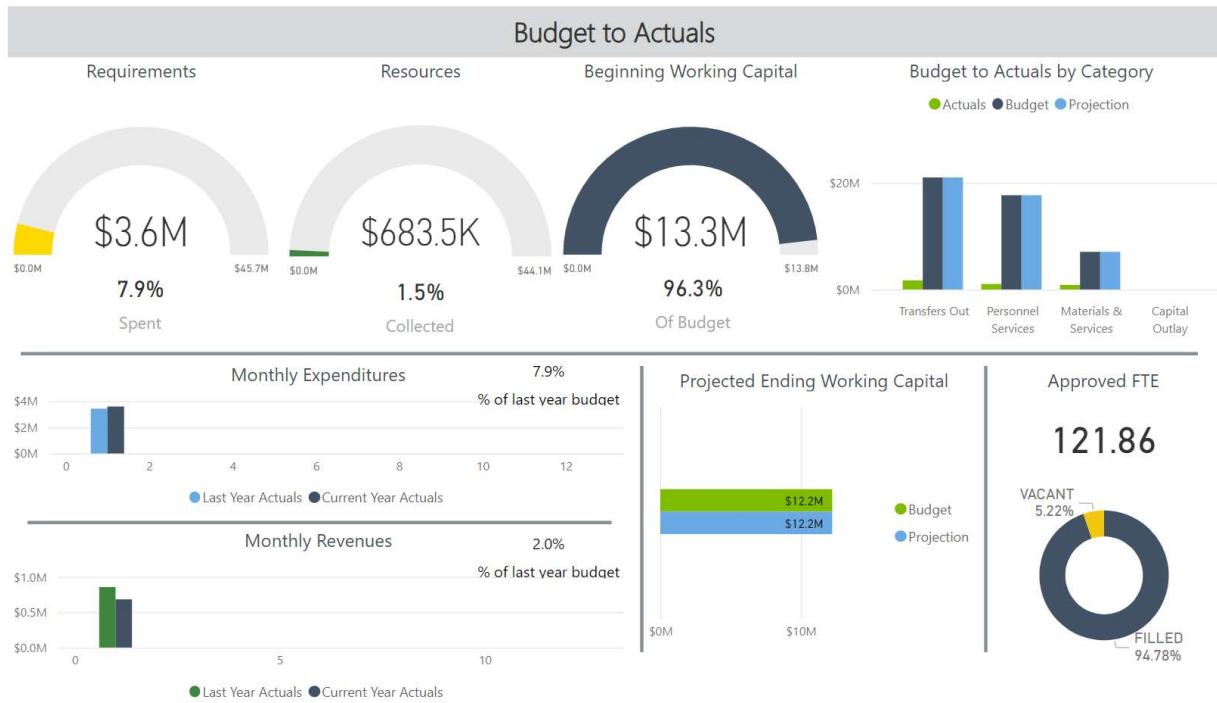 Budget to Actuals
Requirements
$3.6M
$0.0M
$45.7M
7.9%
Spent
Resources
$683.5K
$0.0M
$44.1M
1.5%
Collected
Beginning Working Capital
$13.3M
$0.0M
$13.8M
96.3%
Of Budget
Budget to Actuals by Category
Actuals Budget Projection
$20M
$0M
Transfers Out
Personnel
Services
Materials &
Services
Capital
Outlay
Monthly Expenditures
7.9%
% of last year budget
$4M
$2M
$0M
0 2 4 6 8 10 12
Last Year Actuals Current Year Actuals
Monthly Revenues
2.0%
% of last year budget
$1.0M
$0.5M
$0.0M
0 5 10
Last Year Actuals Current Year Actuals
Projected Ending Working Capital
$12.2M
$12.2M
Budget
Projection
$0M $10M
Approved FTE
121.86
VACANT
5.22%
FILLED
94.78%